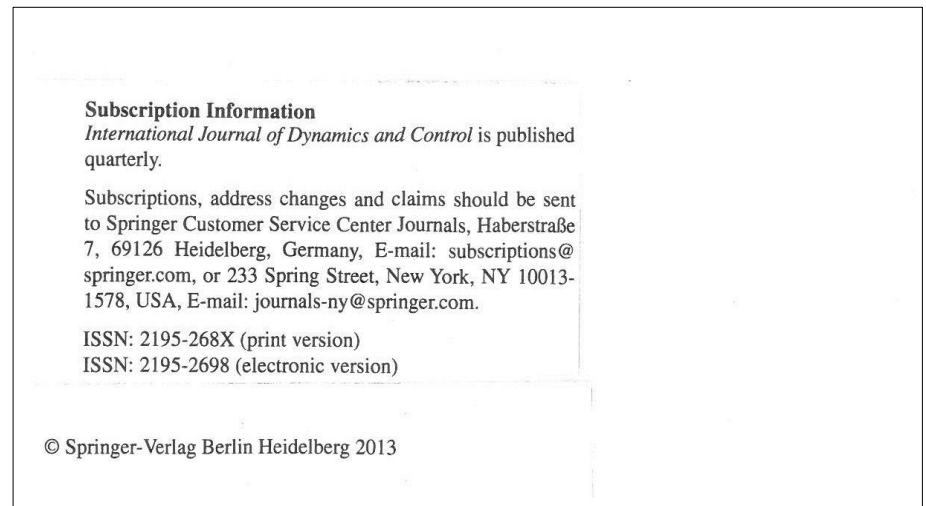 Subscription Information
International Journal of Dynamics and Control is published
quarterly.
Subscriptions, address changes and claims should be sent
to Springer Customer Service Center Journals, Haberstraße
7, 69126 Heidelberg, Germany, E-mail: subscriptions@
springer.com, or 233 Spring Street, New York, NY 10013-
1578, USA, E-mail: journals-ny@springer.com.
ISSN: 2195-268X (print version)
ISSN: 2195-2698 (electronic version)
© Springer-Verlag Berlin Heidelberg 2013